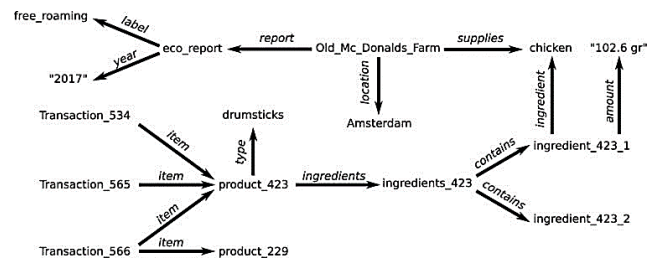 free_roaming
label
eco_report
report
Old_Mc_Donalds_Farm
supplies
chicken
"102.6 gr"
year
"2017"
location
ingredient
amount
Transaction_534
drumsticks
Amsterdam
item
type
contains
ingredient_423_1
Transaction_565
item
product_423
ingredients
ingredients_423
item
contains
ingredient_423_2
Transaction_566
item
product_229